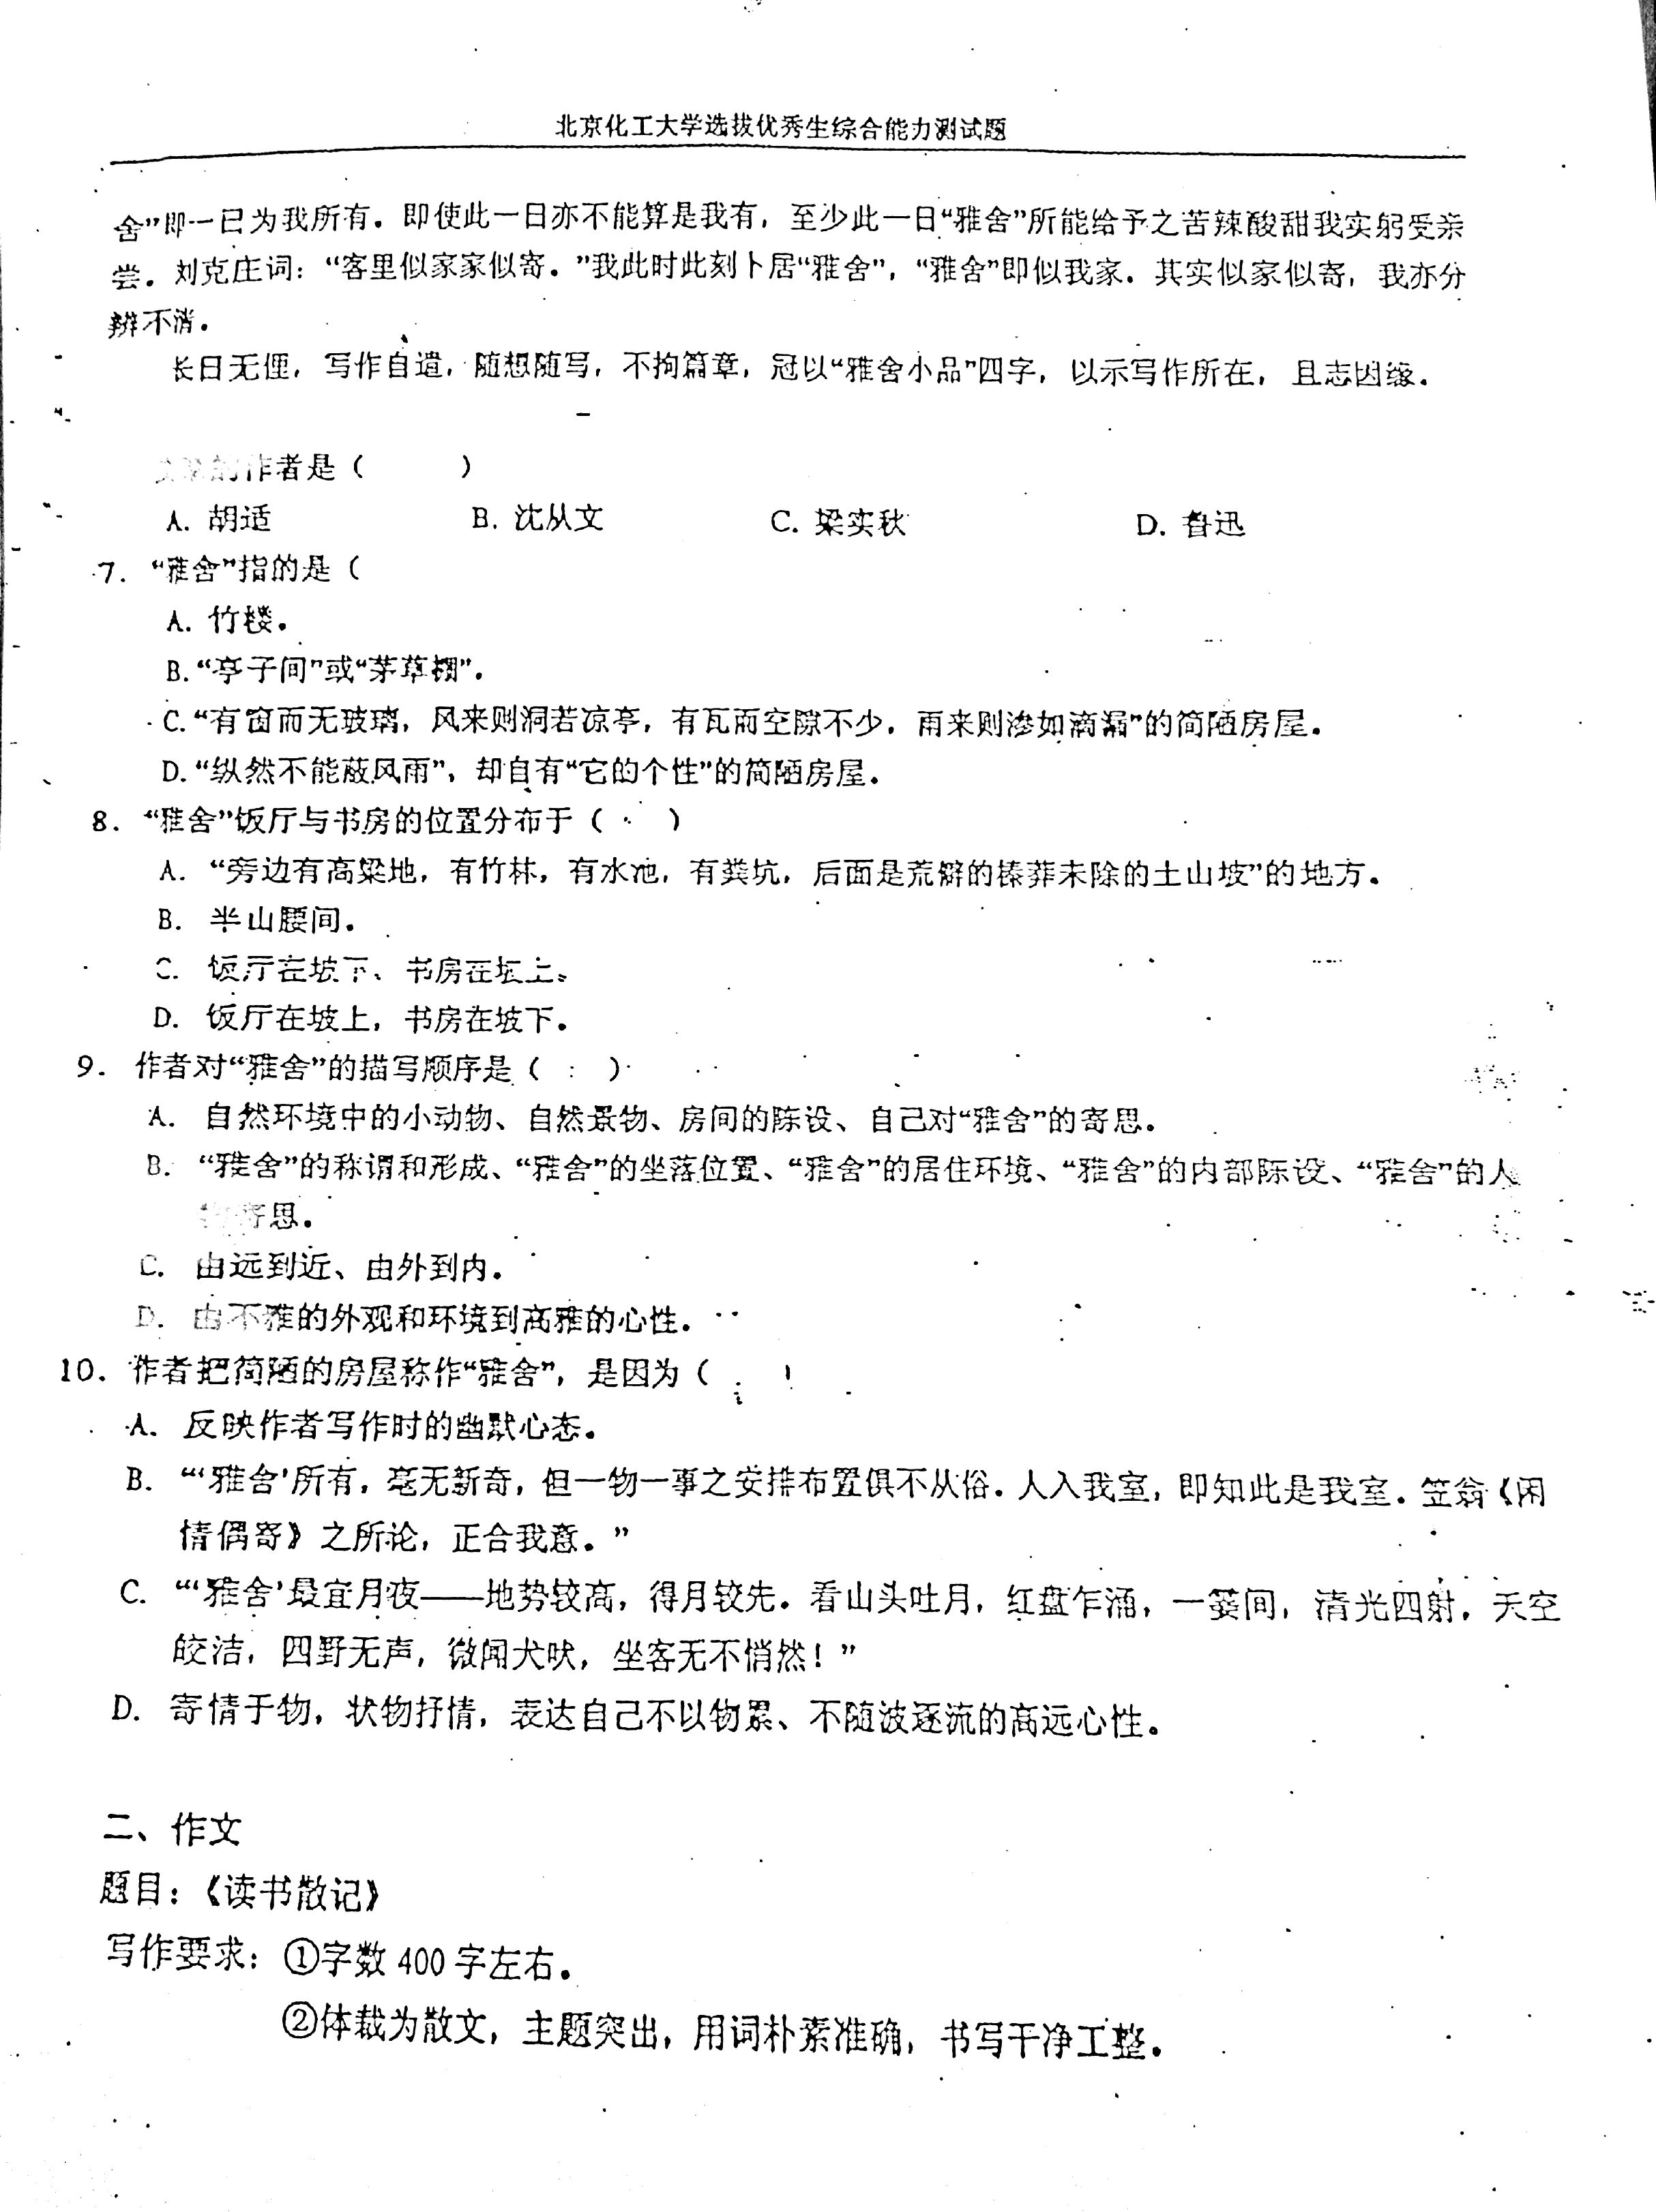 北京化工大学选拔优秀生综合能力测试题
舍”即一日为我所有。即使此一日亦不能算是我有，至少此一日“雅舍”所能给予之苦辣酸甜我实躬受亲
尝。刘克庄词：“客里似家家似寄。”我此时此刻卜居“雅舍”，“雅舍”即似我家。其实似家似寄，我亦分
辨不清。
长日无俚，写作自遣，随想随写，不拘篇章，冠以“雅舍小品”四字，以示写作所在，且志因缘。
作者是（ ）
A. 胡适 B. 沈从文 C. 梁实秋 D. 鲁迅
7. “雅舍”指的是（
A. 竹楼。
B. “亭子间”或“茅草棚”。
C. “有窗而无玻璃，风来则洞若凉亭，有瓦而空隙不少，雨来则渗如滴漏”的简陋房屋。
D. “纵然不能蔽风雨”，却自有“它的个性”的简陋房屋。
8. “雅舍”饭厅与书房的位置分布于（ ）
A. “旁边有高粱地，有竹林，有水池，有粪坑，后面是荒僻的榛莽未除的土山坡”的地方。
B. 半山腰间。
C. 饭厅在坡下、书房在坡上。
D. 饭厅在坡上，书房在坡下。
9. 作者对“雅舍”的描写顺序是（ ）
A. 自然环境中的小动物、自然景物、房间的陈设、自己对“雅舍”的寄思。
B. “雅舍”的称谓和形成、“雅舍”的坐落位置、“雅舍”的居住环境、“雅舍”的内部陈设、“雅舍”的人
寄思。
C. 由远到近、由外到内。
D. 由不雅的外观和环境到高雅的心性。
10. 作者把简陋的房屋称作“雅舍”，是因为（ ）
A. 反映作者写作时的幽默心态。
B. “‘雅舍’所有，毫无新奇，但一物一事之安排布置俱不从俗。人入我室，即知此是我室。笠翁《闲
情偶寄》之所论，正合我意。”
C. “‘雅舍’最宜月夜——地势较高，得月较先。看山头吐月，红盘乍涌，一霎间，清光四射，天空
皎洁，四野无声，微闻犬吠，坐客无不悄然！”
D. 寄情于物，状物抒情，表达自己不以物累、不随波逐流的高远心性。
二、作文
题目：《读书散记》
写作要求：①字数 400 字左右。
②体裁为散文，主题突出，用词朴素准确，书写干净工整。